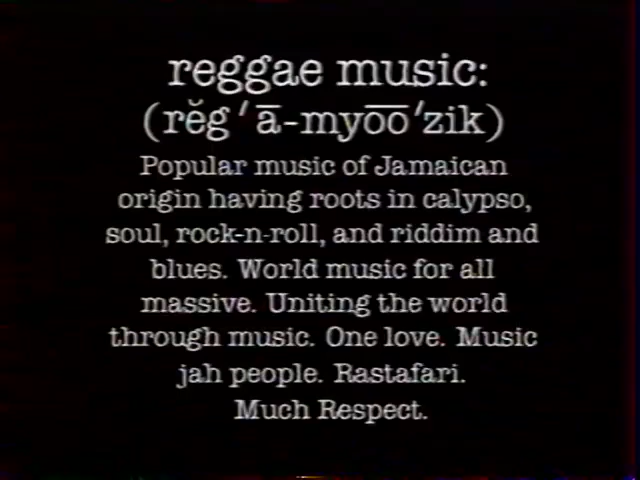 reggae music:
(rĕg′ā-myo͞o′zik)
Popular music of Jamaican
origin having roots in calypso,
soul, rock-n-roll, and riddim and
blues. World music for all
massive. Uniting the world
through music. One love. Music
jah people. Rastafari.
Much Respect.